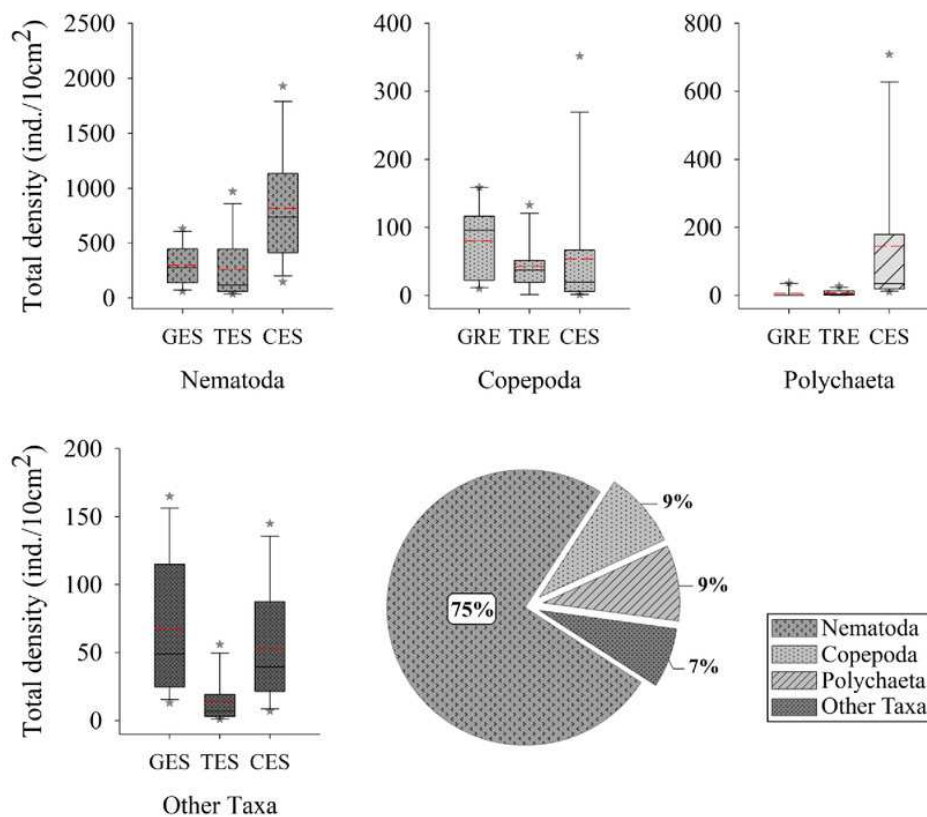 Total density (ind./10cm2)
2500
2000
1500
1000
500
0
GES TES CES
Nematoda
400
300
200
100
0
GRE TRE CES
Copepoda
800
600
400
200
0
GRE TRE CES
Polychaeta
Total density (ind./10cm2)
200
150
100
50
0
GES TES CES
Other Taxa
75%
9%
9%
7%
Nematoda
Copepoda
Polychaeta
Other Taxa